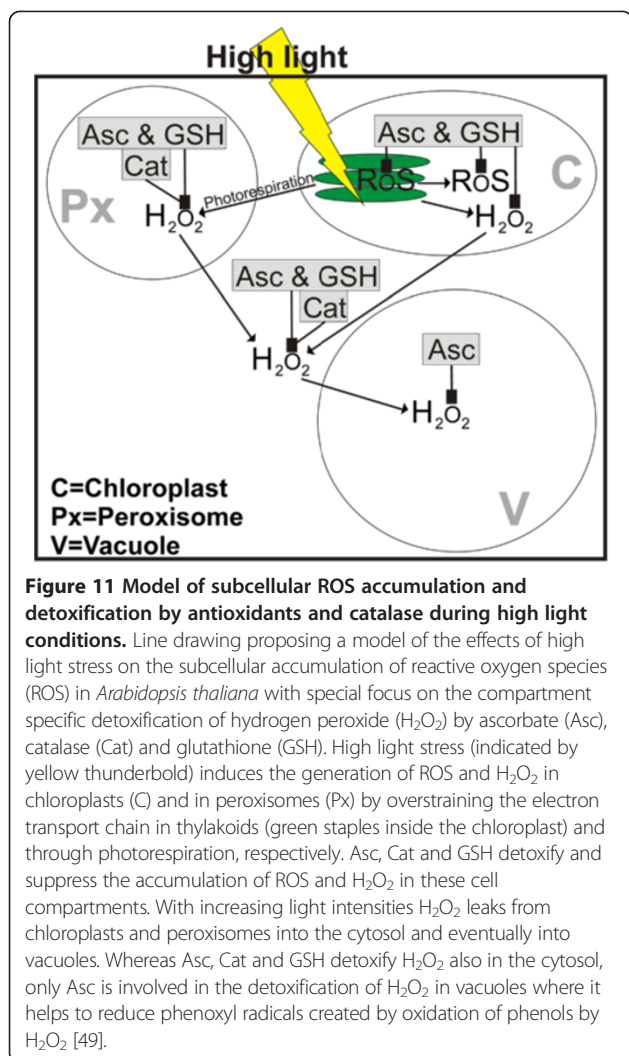 High light
Asc & GSH
Cat
H₂O₂
Px
Photorespiration
Asc & GSH
RoS
RoS
H₂O₂
C
Asc & GSH
Cat
H₂O₂
Asc
H₂O₂
V
C=Chloroplast
Px=Peroxisome
V=Vacuole
Figure 11 Model of subcellular ROS accumulation and
detoxification by antioxidants and catalase during high light
conditions. Line drawing proposing a model of the effects of high
light stress on the subcellular accumulation of reactive oxygen species
(ROS) in Arabidopsis thaliana with special focus on the compartment
specific detoxification of hydrogen peroxide (H₂O₂) by ascorbate (Asc),
catalase (Cat) and glutathione (GSH). High light stress (indicated by
yellow thunderbold) induces the generation of ROS and H₂O₂ in
chloroplasts (C) and in peroxisomes (Px) by overstraining the electron
transport chain in thylakoids (green staples inside the chloroplast) and
through photorespiration, respectively. Asc, Cat and GSH detoxify and
suppress the accumulation of ROS and H₂O₂ in these cell
compartments. With increasing light intensities H₂O₂ leaks from
chloroplasts and peroxisomes into the cytosol and eventually into
vacuoles. Whereas Asc, Cat and GSH detoxify H₂O₂ also in the cytosol,
only Asc is involved in the detoxification of H₂O₂ in vacuoles where it
helps to reduce phenoxyl radicals created by oxidation of phenols by
H₂O₂ [49].